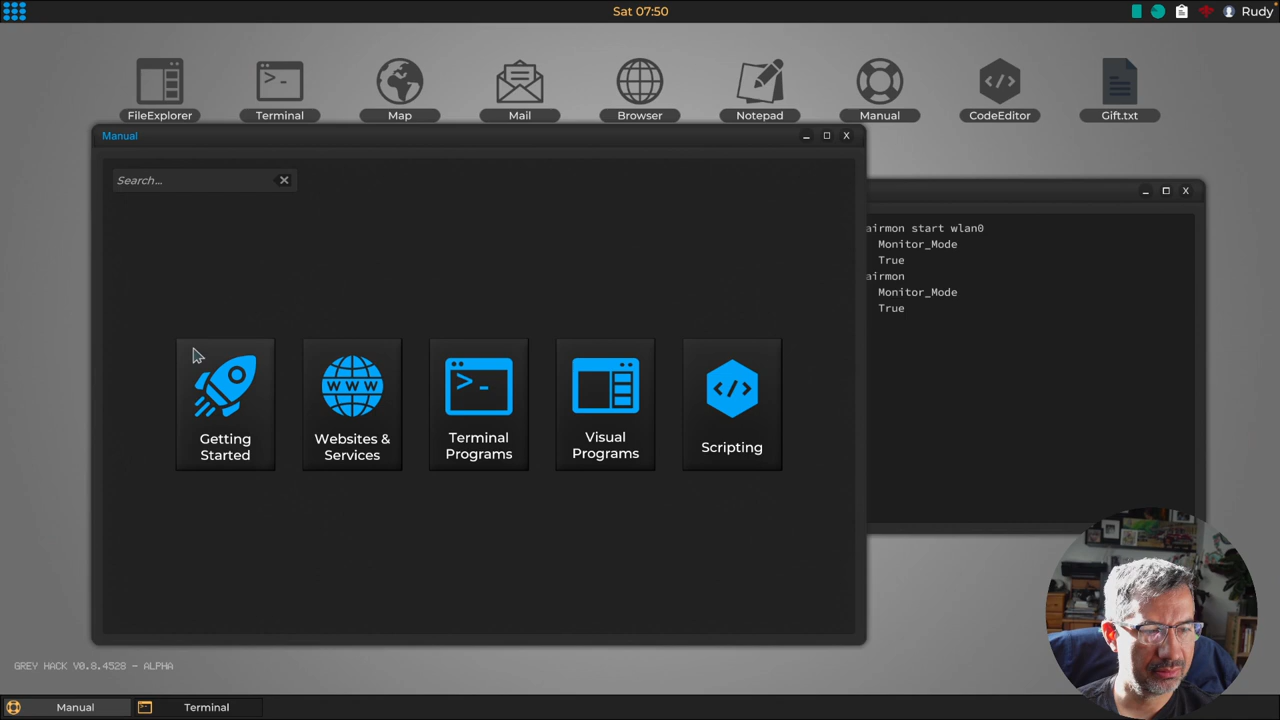 Sat 07:50
Rudy
FileExplorer
Terminal
Map
Mail
Browser
Notepad
Manual
CodeEditor
Gift.txt
Manual
Search...
Getting
Started
WWW
Websites &
Services
>_
Terminal
Programs
Visual
Programs
</>
Scripting
airmon start wlan0
Monitor_Mode
True
airmon
Monitor_Mode
True
GREY HACK V0.8.4528 - ALPHA
Manual
Terminal